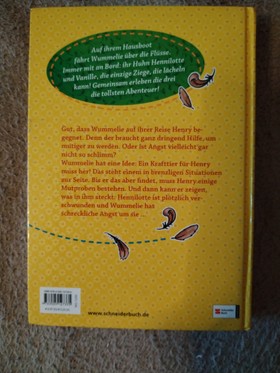 Auf ihrem Hausboot
fährt Wummelie über die Flüsse.
Immer mit an Bord: ihr Huhn Hennilotte
und Vanille, die einzige Ziege, die lächeln
kann! Gemeinsam erleben die drei
die tollsten Abenteuer!
Gut, dass Wummelie auf ihrer Reise Henry be-
gegnet. Denn der braucht ganz dringend Hilfe, um
mutiger zu werden. Oder ist Angst vielleicht gar
nicht so schlimm?
Wummelie hat eine Idee: Ein Krafttier für Henry
muss her! Das steht einem in brenzligen Situationen
zur Seite. Bis er das aber findet, muss Henry einige
Mutproben bestehen. Und dann kann er zeigen,
was in ihm steckt: Hennilotte ist plötzlich ver-
schwunden und Wummelie hat
schreckliche Angst um sie ...
www.schneiderbuch.de